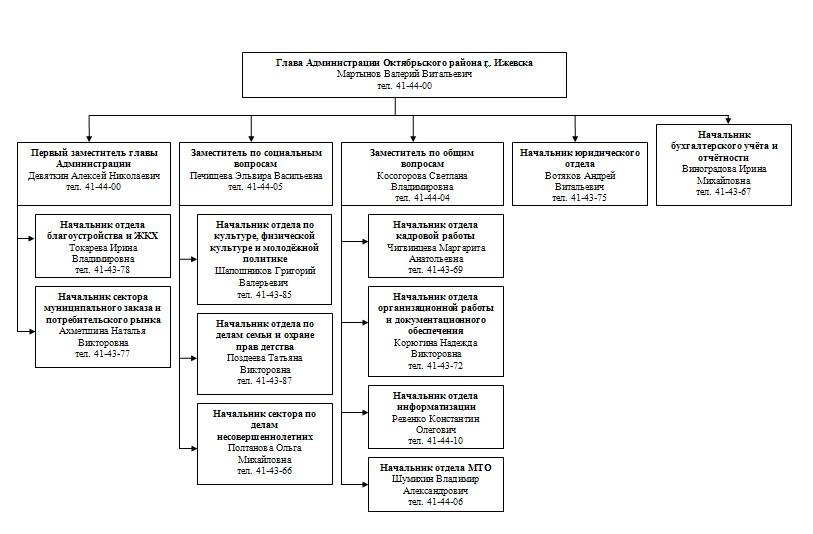 Глава Администрации Октябрьского района г., Ижевска
Мартынов Валерий Витальевич
тел. 41-44-00
Первый заместитель главы
Администрации
Девяткин Алексей Николаевич
тел. 41-44-00
Начальник отдела
благоустройства и ЖКХ
Токарева Ирина
Владимировна
тел. 41-43-78
Начальник сектора
муниципального заказа и
потребительского рынка
Ахметшина Наталья
Викторовна
тел. 41-43-77
Заместитель по социальным
вопросам
Печищева Эльвира Васильевна
тел. 41-44-05
Начальник отдела по
культуре, физической
культуре и молодёжной
политике
Шапошников Григорий
Валерьевич
тел. 41-43-85
Начальник отдела по
делам семьи и охране
прав детства
Поздеева Татьяна
Викторовна
тел. 41-43-87
Начальник сектора по
делам
несовершеннолетних
Полтанова Ольга
Михайловна
тел. 41-43-66
Заместитель по общим
вопросам
Косогорова Светлана
Владимировна
тел. 41-44-04
Начальник отдела
кадровой работы
Чигвинцева Маргарита
Анатольевна
тел. 41-43-69
Начальник отдела
организационной работы
и документационного
обеспечения
Корюгина Надежда
Викторовна
тел. 41-43-72
Начальник отдела
информатизации
Ревенко Константин
Олегович
тел. 41-44-10
Начальник отдела МТО
Шумихин Владимир
Александрович
тел. 41-44-06
Начальник юридического
отдела
Вотяков Андрей
Витальевич
тел. 41-43-75
Начальник
бухгалтерского учёта и
отчётности
Виноградова Ирина
Михайловна
тел. 41-43-67